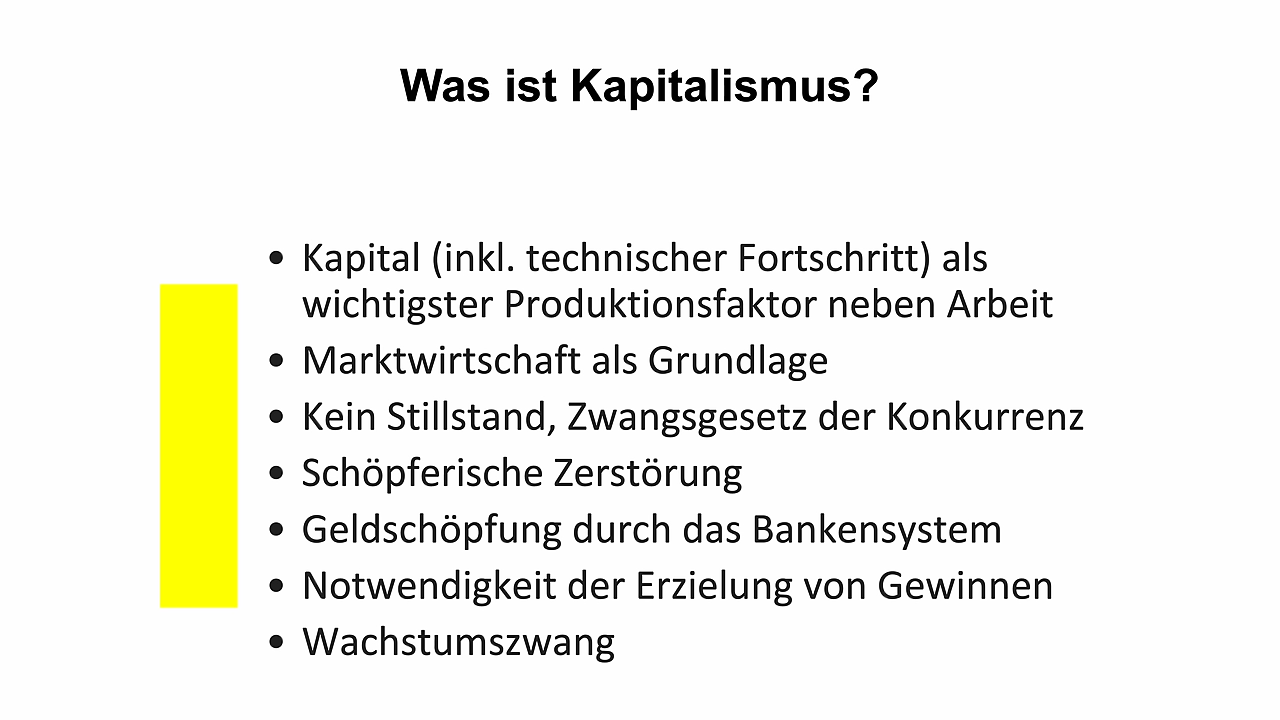 Was ist Kapitalismus?
• Kapital (inkl. technischer Fortschritt) als
wichtigster Produktionsfaktor neben Arbeit
• Marktwirtschaft als Grundlage
• Kein Stillstand, Zwangsgesetz der Konkurrenz
• Schöpferische Zerstörung
• Geldschöpfung durch das Bankensystem
• Notwendigkeit der Erzielung von Gewinnen
• Wachstumszwang